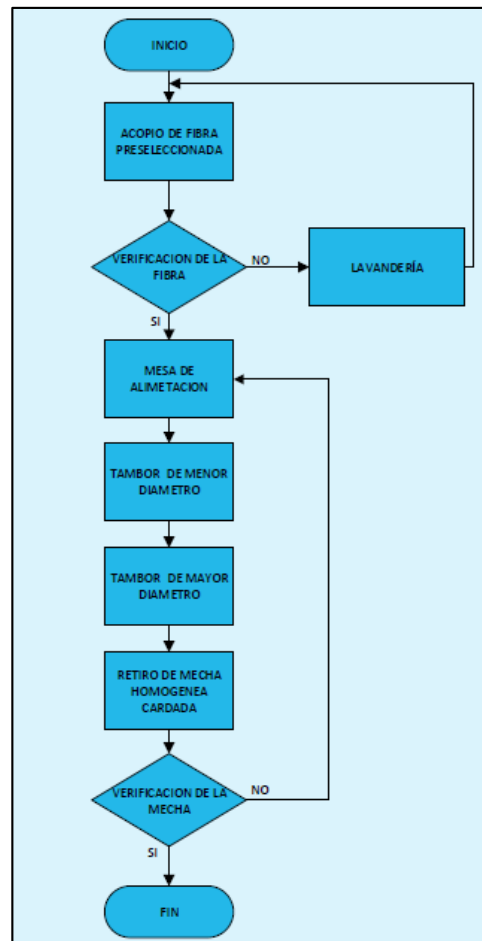 INICIO
ACOPIO DE FIBRA
PRESELECCIONADA
VERIFICACION DE LA
FIBRA
NO
LAVANDERÍA
SI
MESA DE
ALIMETACION
TAMBOR DE MENOR
DIAMETRO
TAMBOR DE MAYOR
DIAMETRO
RETIRO DE MECHA
HOMOGENEA
CARDADA
VERIFICACION DE LA
MECHA
NO
SI
FIN